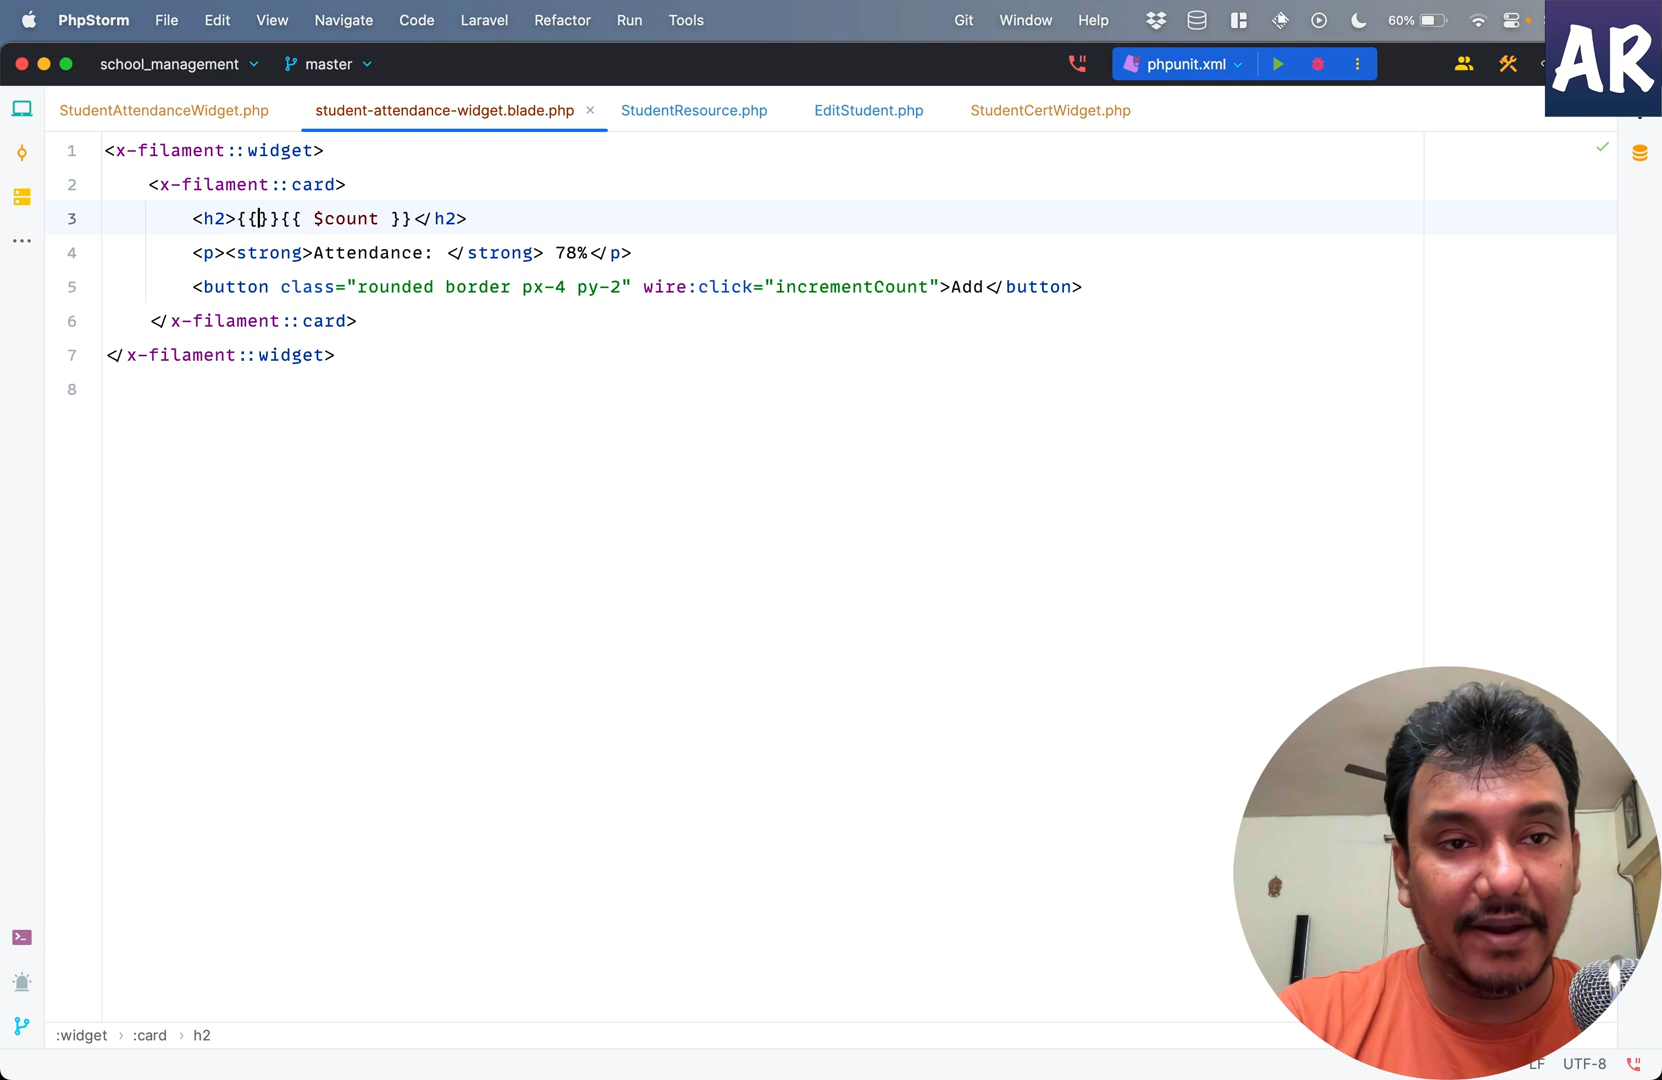 PhpStorm File Edit View Navigate Code Laravel Refactor Run Tools Git Window Help 60%
AR
school_management master phpunit.xml
StudentAttendanceWidget.php student-attendance-widget.blade.php StudentResource.php EditStudent.php StudentCertWidget.php
1 <x-filament::widget>
2 <x-filament::card>
3 <h2>{{}}{{ $count }}</h2>
4 <p><strong>Attendance: </strong> 78%</p>
5 <button class="rounded border px-4 py-2" wire:click="incrementCount">Add</button>
6 </x-filament::card>
7 </x-filament::widget>
8
:widget › :card › h2
LF UTF-8